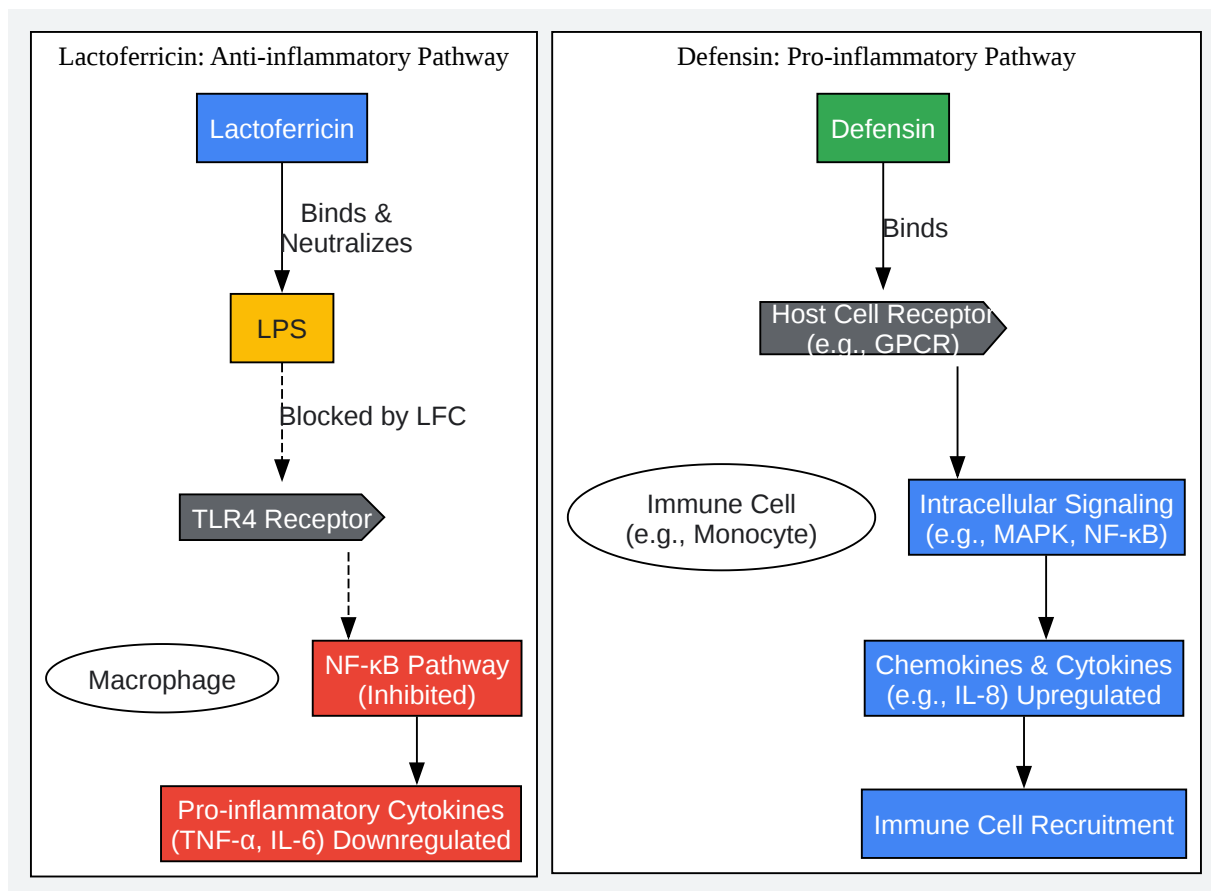 Lactoferricin: Anti-inflammatory Pathway
Lactoferricin
Binds &
Neutralizes
LPS
Blocked by LFC
TLR4 Receptor
Macrophage
NF-κB Pathway
(Inhibited)
Pro-inflammatory Cytokines
(TNF-α, IL-6) Downregulated
Defensin: Pro-inflammatory Pathway
Defensin
Binds
Host Cell Receptor
(e.g., GPCR)
Immune Cell
(e.g., Monocyte)
Intracellular Signaling
(e.g., MAPK, NF-κB)
Chemokines & Cytokines
(e.g., IL-8) Upregulated
Immune Cell Recruitment